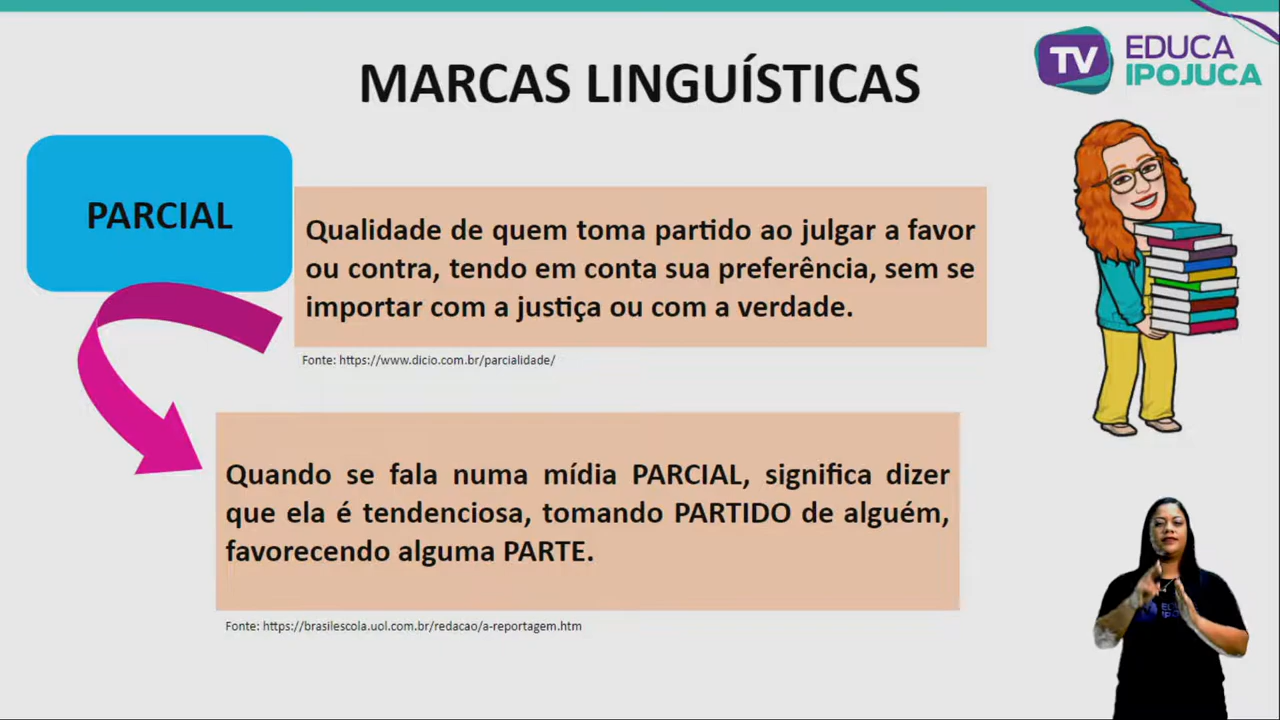 MARCAS LINGUÍSTICAS
TV EDUCA
IPOJUCA
PARCIAL
Qualidade de quem toma partido ao julgar a favor
ou contra, tendo em conta sua preferência, sem se
importar com a justiça ou com a verdade.
Fonte: https://www.dicio.com.br/parcialidade/
Quando se fala numa mídia PARCIAL, significa dizer
que ela é tendenciosa, tomando PARTIDO de alguém,
favorecendo alguma PARTE.
Fonte: https://brasilescola.uol.com.br/redacao/a-reportagem.htm